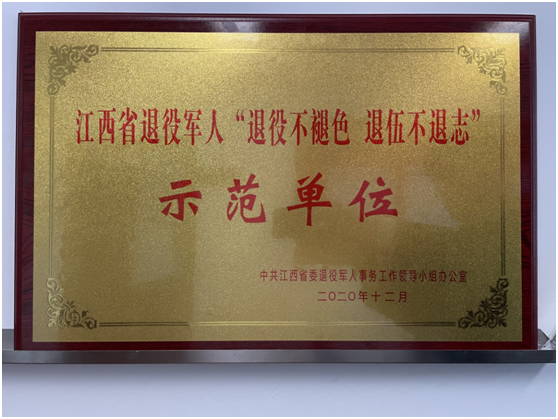 江西省退役军人“退役不褪色 退伍不退志”
示范单位
中共江西省委退役军人事务工作领导小组办公室
二〇二〇年十二月